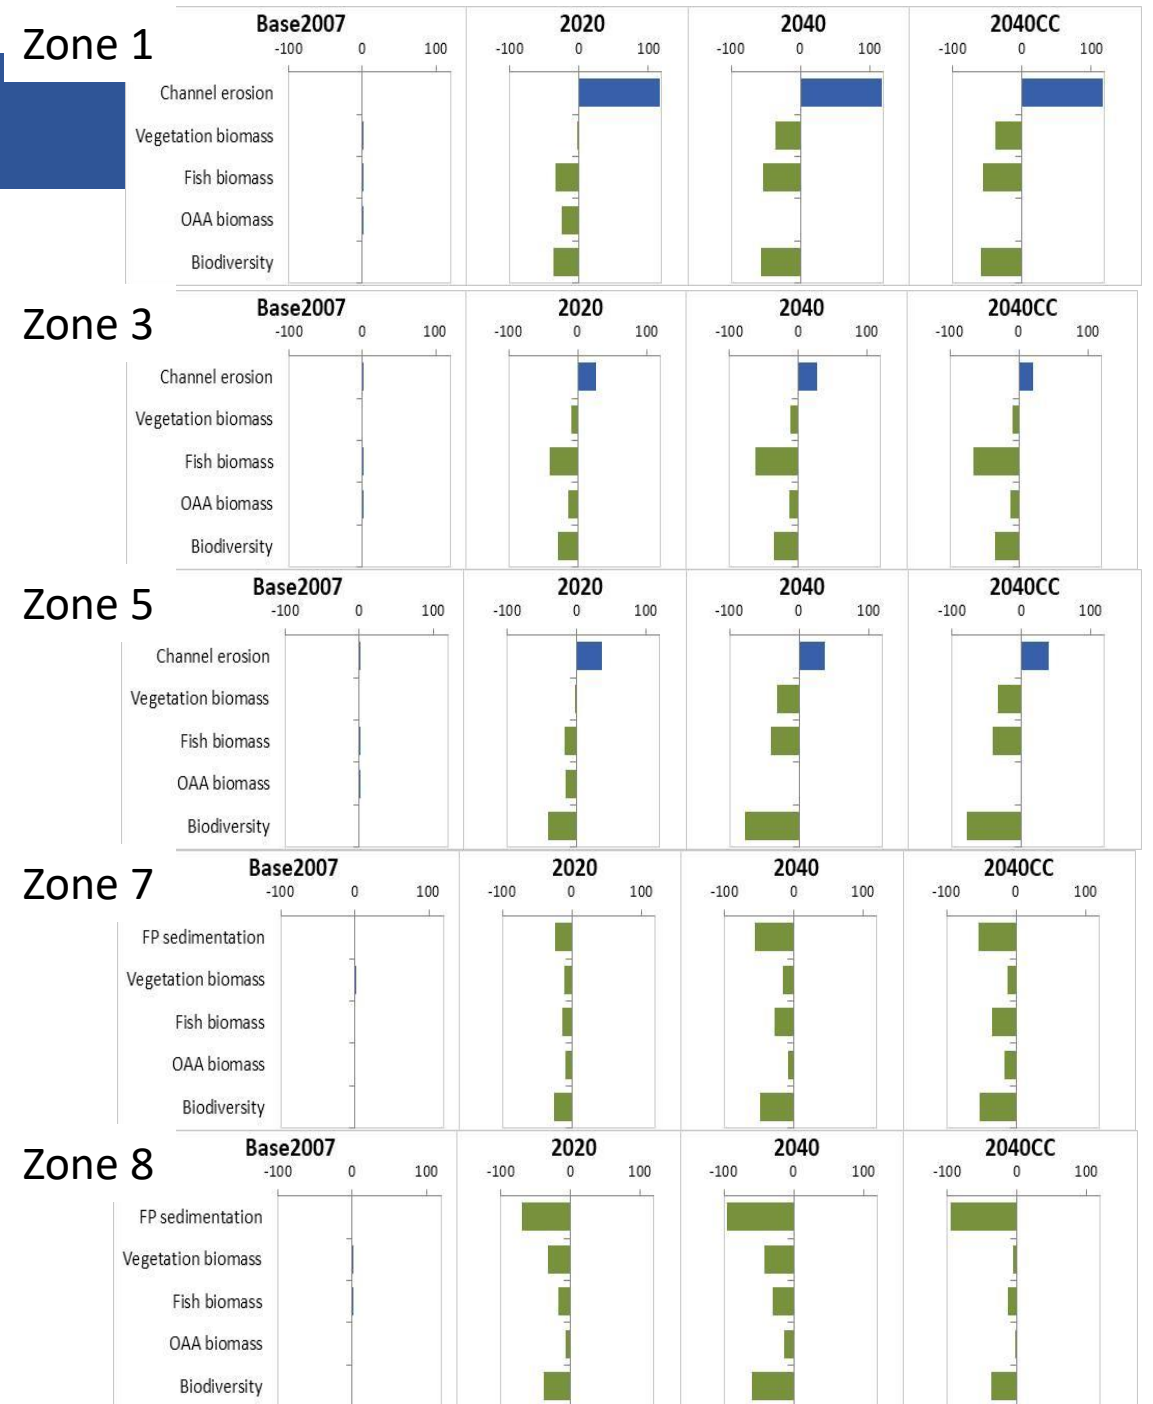 Zone 1
Base2007 2020 2040 2040CC
-100 0 100 -100 0 100 -100 0 100 -100 0 100
Channel erosion
Vegetation biomass
Fish biomass
OAA biomass
Biodiversity
Zone 3
Base2007 2020 2040 2040CC
-100 0 100 -100 0 100 -100 0 100 -100 0 100
Channel erosion
Vegetation biomass
Fish biomass
OAA biomass
Biodiversity
Zone 5
Base2007 2020 2040 2040CC
-100 0 100 -100 0 100 -100 0 100 -100 0 100
Channel erosion
Vegetation biomass
Fish biomass
OAA biomass
Biodiversity
Zone 7
Base2007 2020 2040 2040CC
-100 0 100 -100 0 100 -100 0 100 -100 0 100
FP sedimentation
Vegetation biomass
Fish biomass
OAA biomass
Biodiversity
Zone 8
Base2007 2020 2040 2040CC
-100 0 100 -100 0 100 -100 0 100 -100 0 100
FP sedimentation
Vegetation biomass
Fish biomass
OAA biomass
Biodiversity